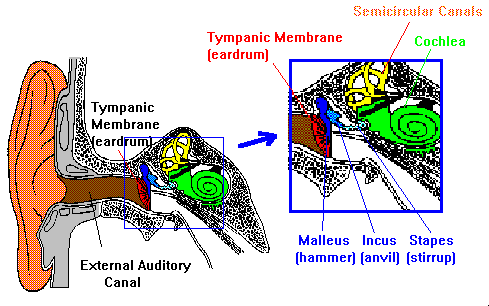 Semicircular Canals
Tympanic Membrane
(eardrum)
Cochlea
Tympanic
Membrane
(eardrum)
Malleus
(hammer)
Incus
(anvil)
Stapes
(stirrup)
External Auditory
Canal